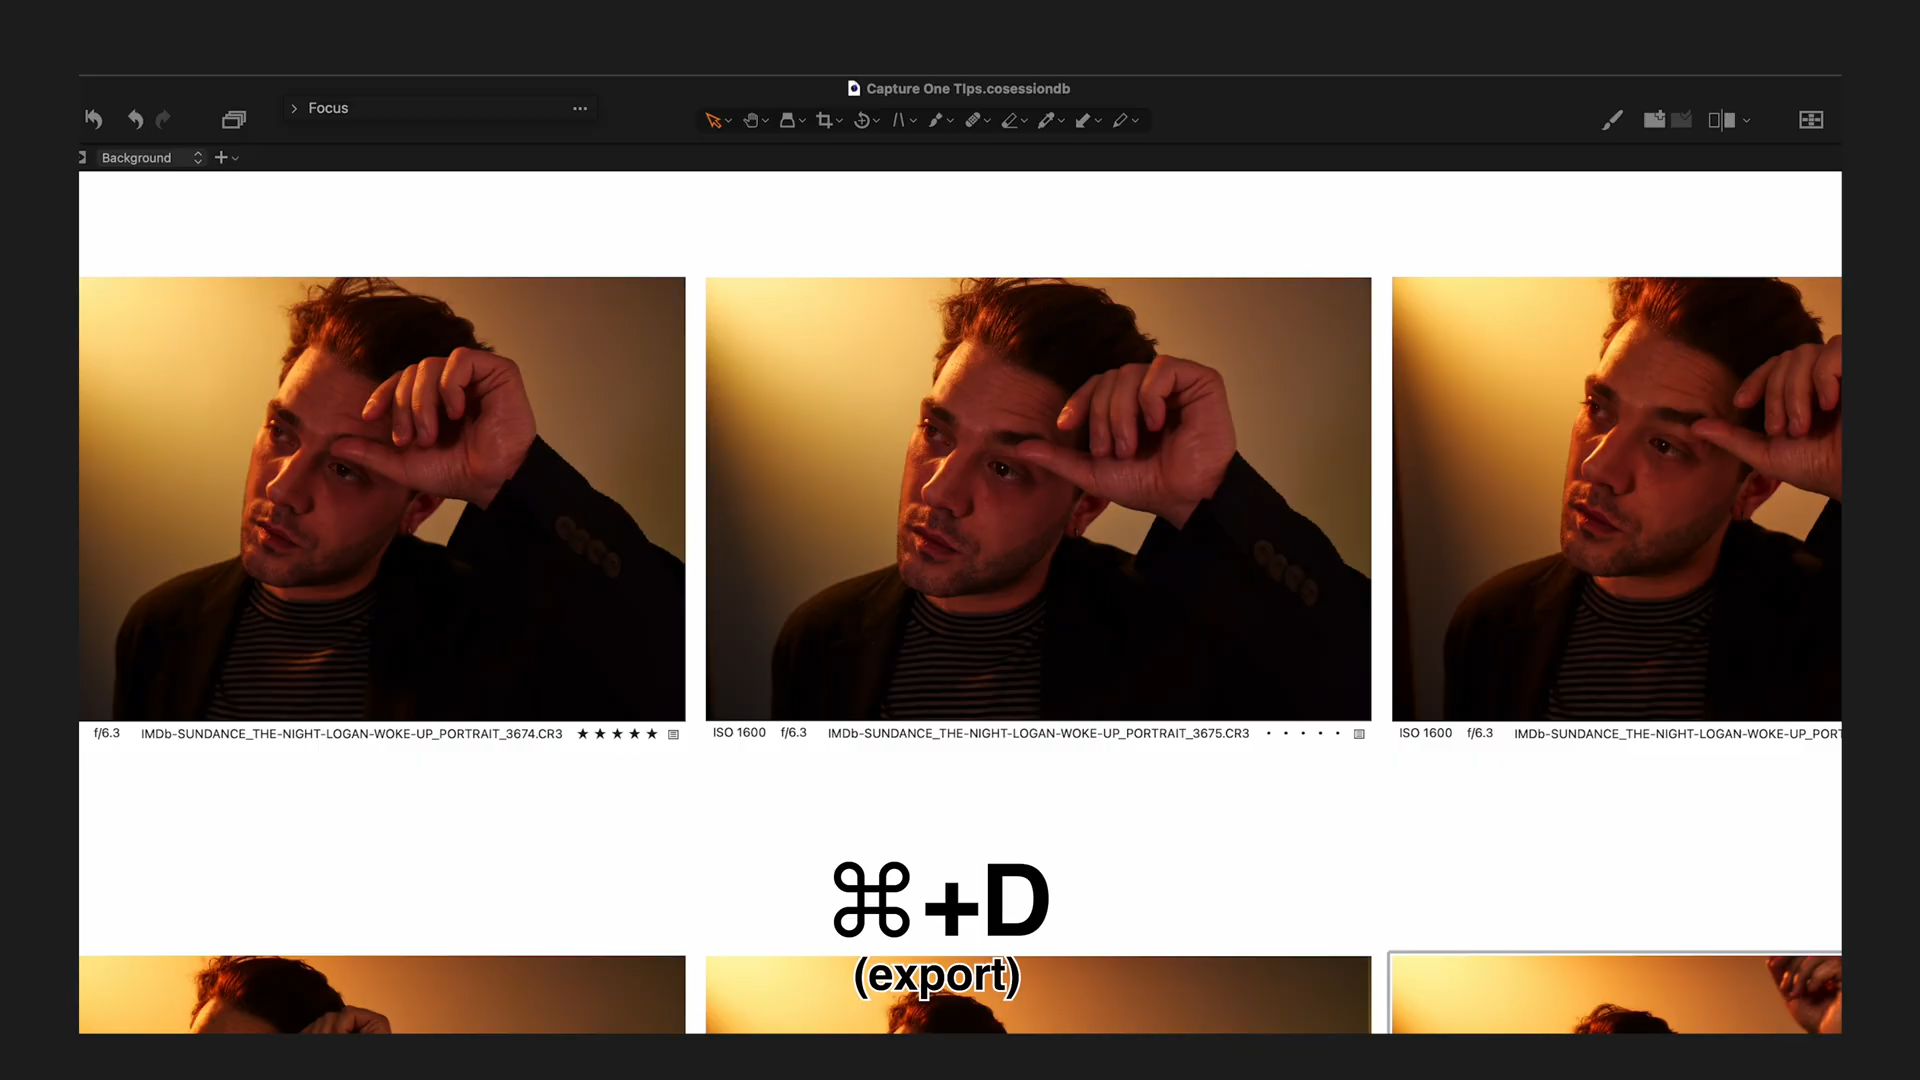 Capture One TIps.cosessiondb
Focus
Background
f/6.3 IMDb-SUNDANCE_THE-NIGHT-LOGAN-WOKE-UP_PORTRAIT_3674.CR3 ★★★★★
ISO 1600 f/6.3 IMDb-SUNDANCE_THE-NIGHT-LOGAN-WOKE-UP_PORTRAIT_3675.CR3
ISO 1600 f/6.3 IMDb-SUNDANCE_THE-NIGHT-LOGAN-WOKE-UP_PORT
⌘+D
(export)